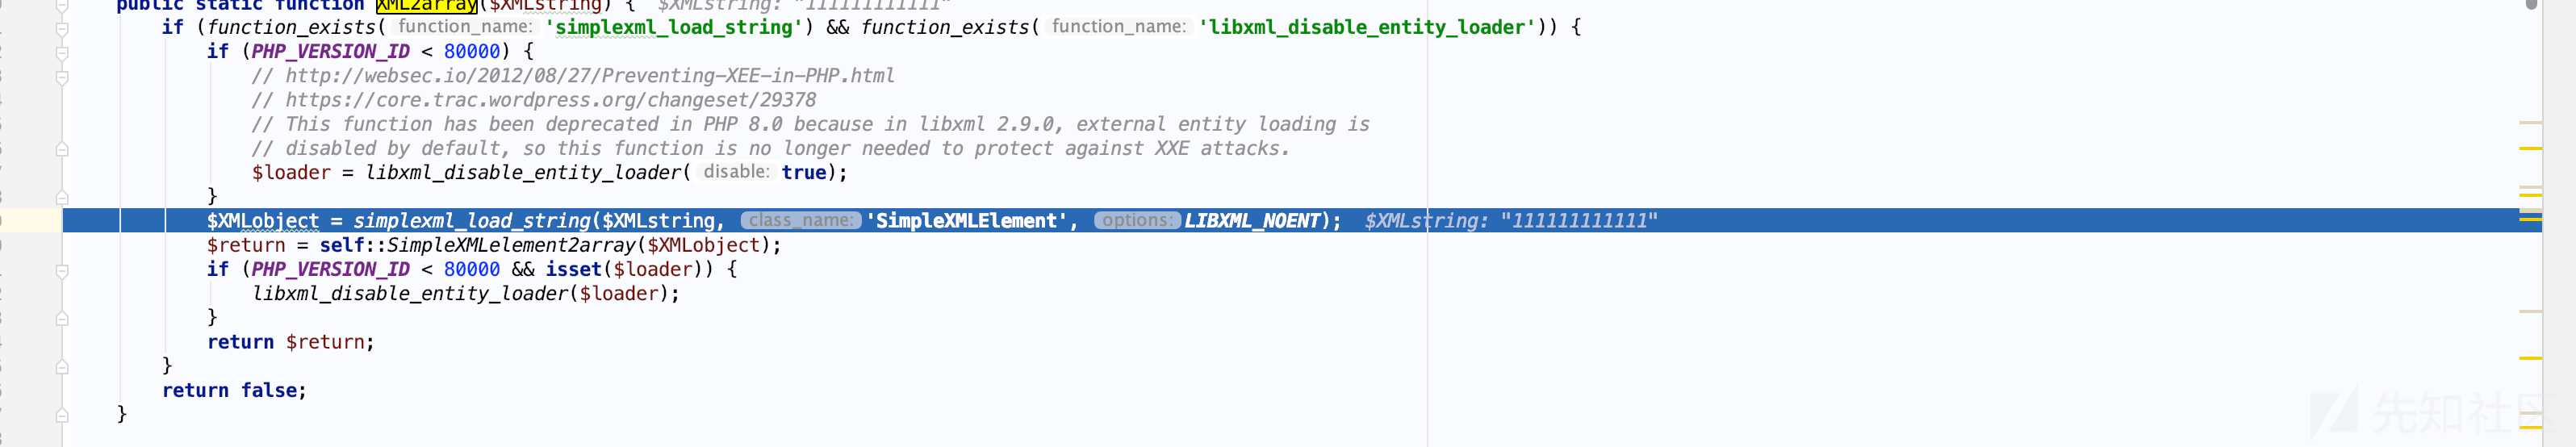 public static function XML2array($XMLstring) {  $XMLstring: "111111111111"
if (function_exists( function_name: 'simplexml_load_string') && function_exists( function_name: 'libxml_disable_entity_loader')) {
if (PHP_VERSION_ID < 80000) {
// http://websec.io/2012/08/27/Preventing-XEE-in-PHP.html
// https://core.trac.wordpress.org/changeset/29378
// This function has been deprecated in PHP 8.0 because in libxml 2.9.0, external entity loading is
// disabled by default, so this function is no longer needed to protect against XXE attacks.
$loader = libxml_disable_entity_loader( disable: true);
}
$XMLobject = simplexml_load_string($XMLstring, class_name: 'SimpleXMLElement', options: LIBXML_NOENT);  $XMLstring: "111111111111"
$return = self::SimpleXMLelement2array($XMLobject);
if (PHP_VERSION_ID < 80000 && isset($loader)) {
libxml_disable_entity_loader($loader);
}
return $return;
}
return false;
}
先知社区